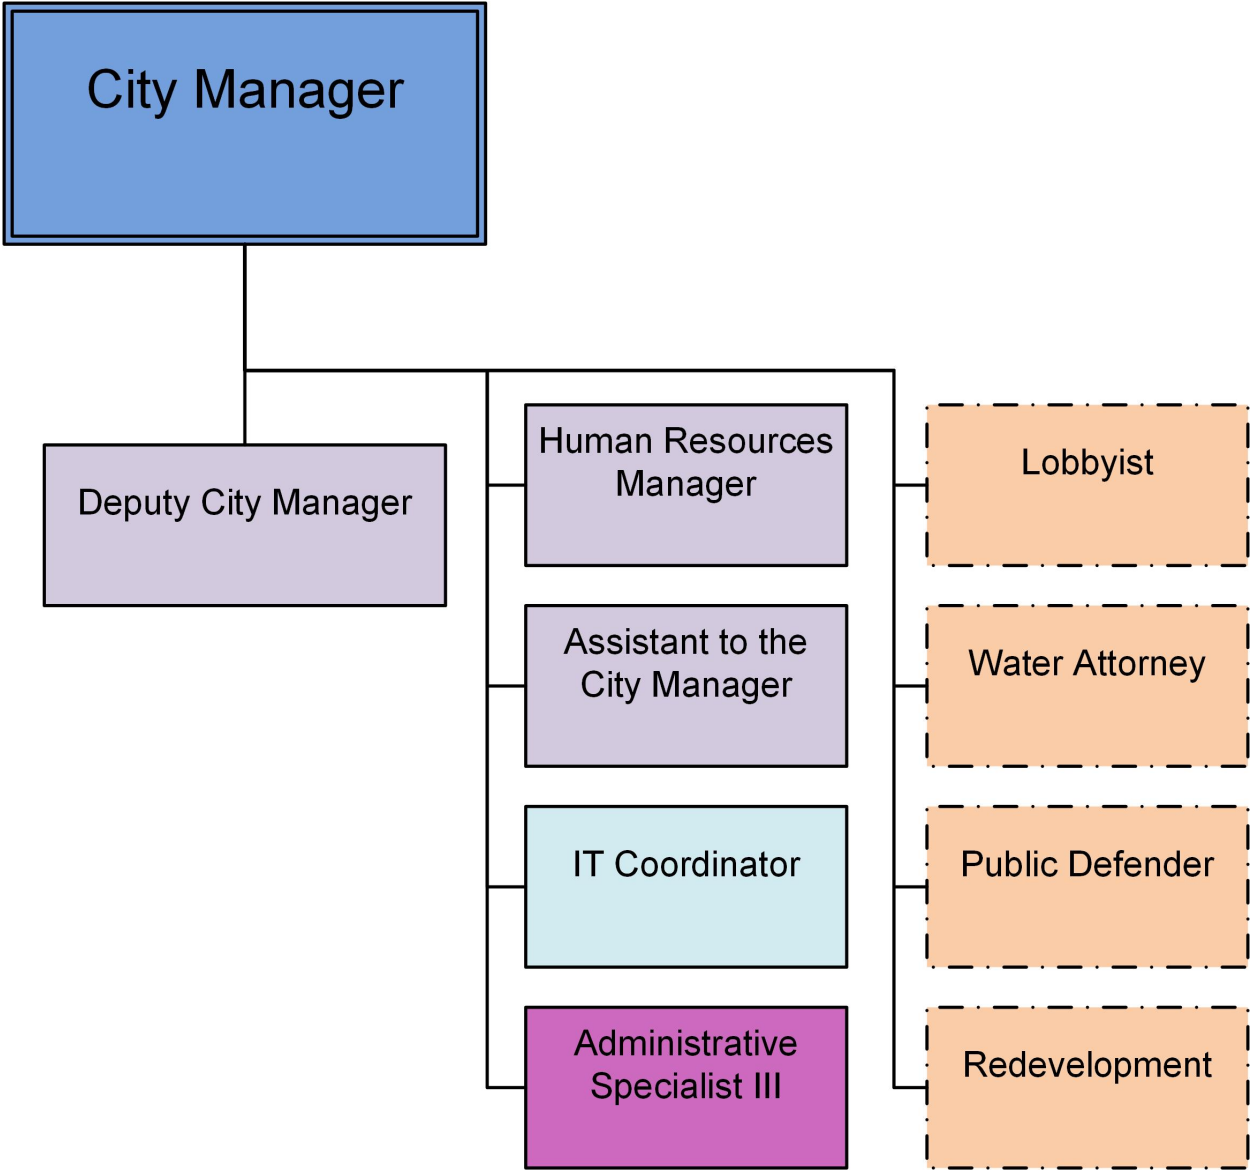 City Manager
Deputy City Manager
Human Resources
Manager
Assistant to the
City Manager
IT Coordinator
Administrative
Specialist III
Lobbyist
Water Attorney
Public Defender
Redevelopment